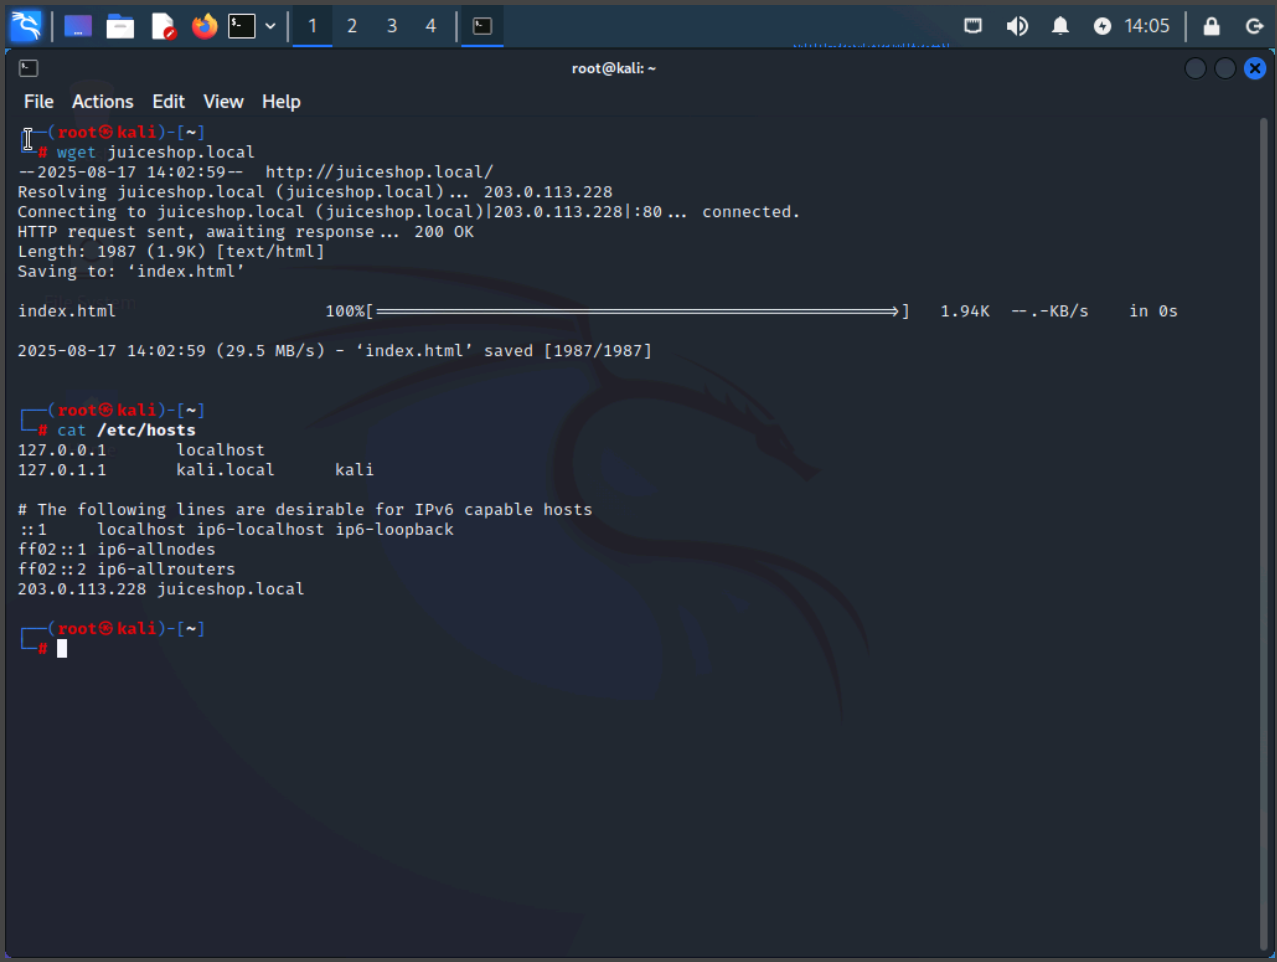 1 2 3 4 14:05
root@kali: ~
File Actions Edit View Help
┌──(root㉿kali)-[~]
└─# wget juiceshop.local
--2025-08-17 14:02:59-- http://juiceshop.local/
Resolving juiceshop.local (juiceshop.local)... 203.0.113.228
Connecting to juiceshop.local (juiceshop.local)|203.0.113.228|:80... connected.
HTTP request sent, awaiting response... 200 OK
Length: 1987 (1.9K) [text/html]
Saving to: ‘index.html’
index.html 100%[===================================================>] 1.94K --.-KB/s in 0s
2025-08-17 14:02:59 (29.5 MB/s) - ‘index.html’ saved [1987/1987]
┌──(root㉿kali)-[~]
└─# cat /etc/hosts
127.0.0.1 localhost
127.0.1.1 kali.local kali
# The following lines are desirable for IPv6 capable hosts
::1 localhost ip6-localhost ip6-loopback
ff02::1 ip6-allnodes
ff02::2 ip6-allrouters
203.0.113.228 juiceshop.local
┌──(root㉿kali)-[~]
└─#